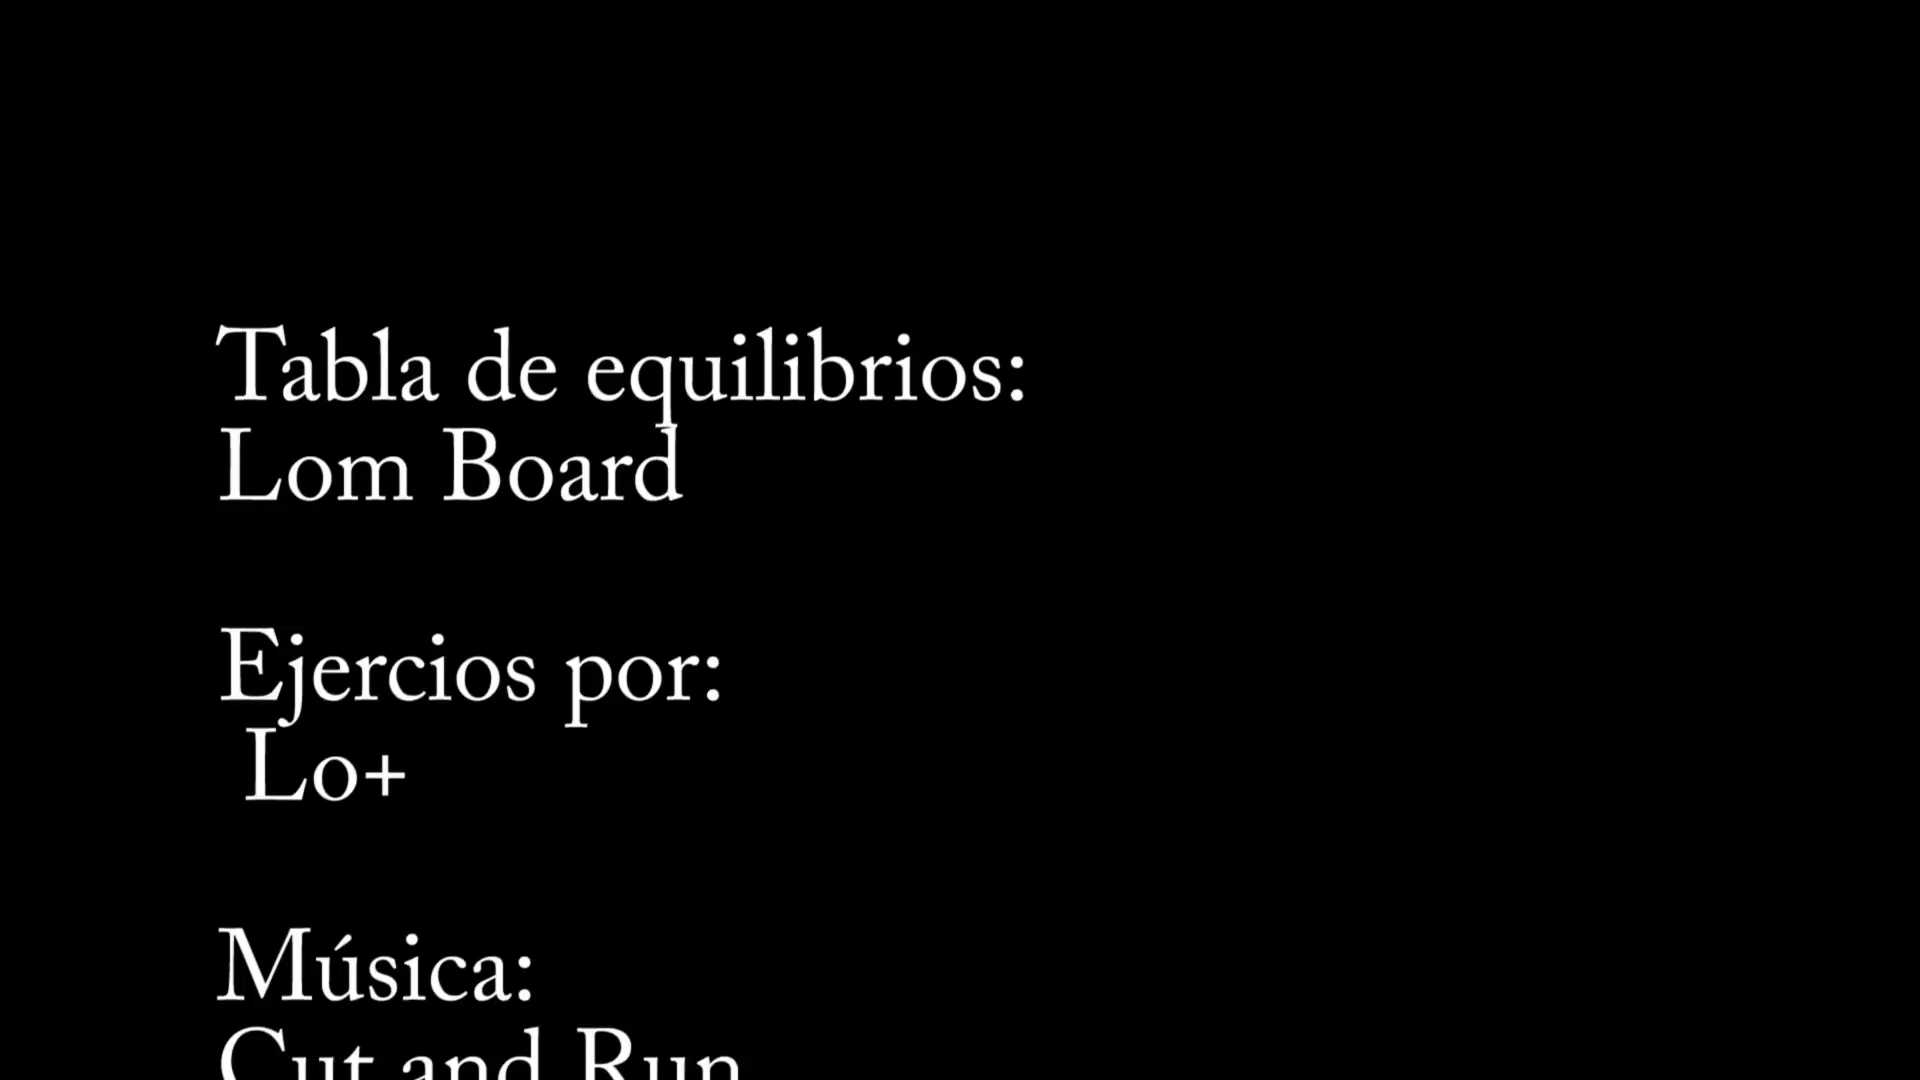 Tabla de equilibrios:
Lom Board
Ejercios por:
Lo+
Música:
Cut and Run